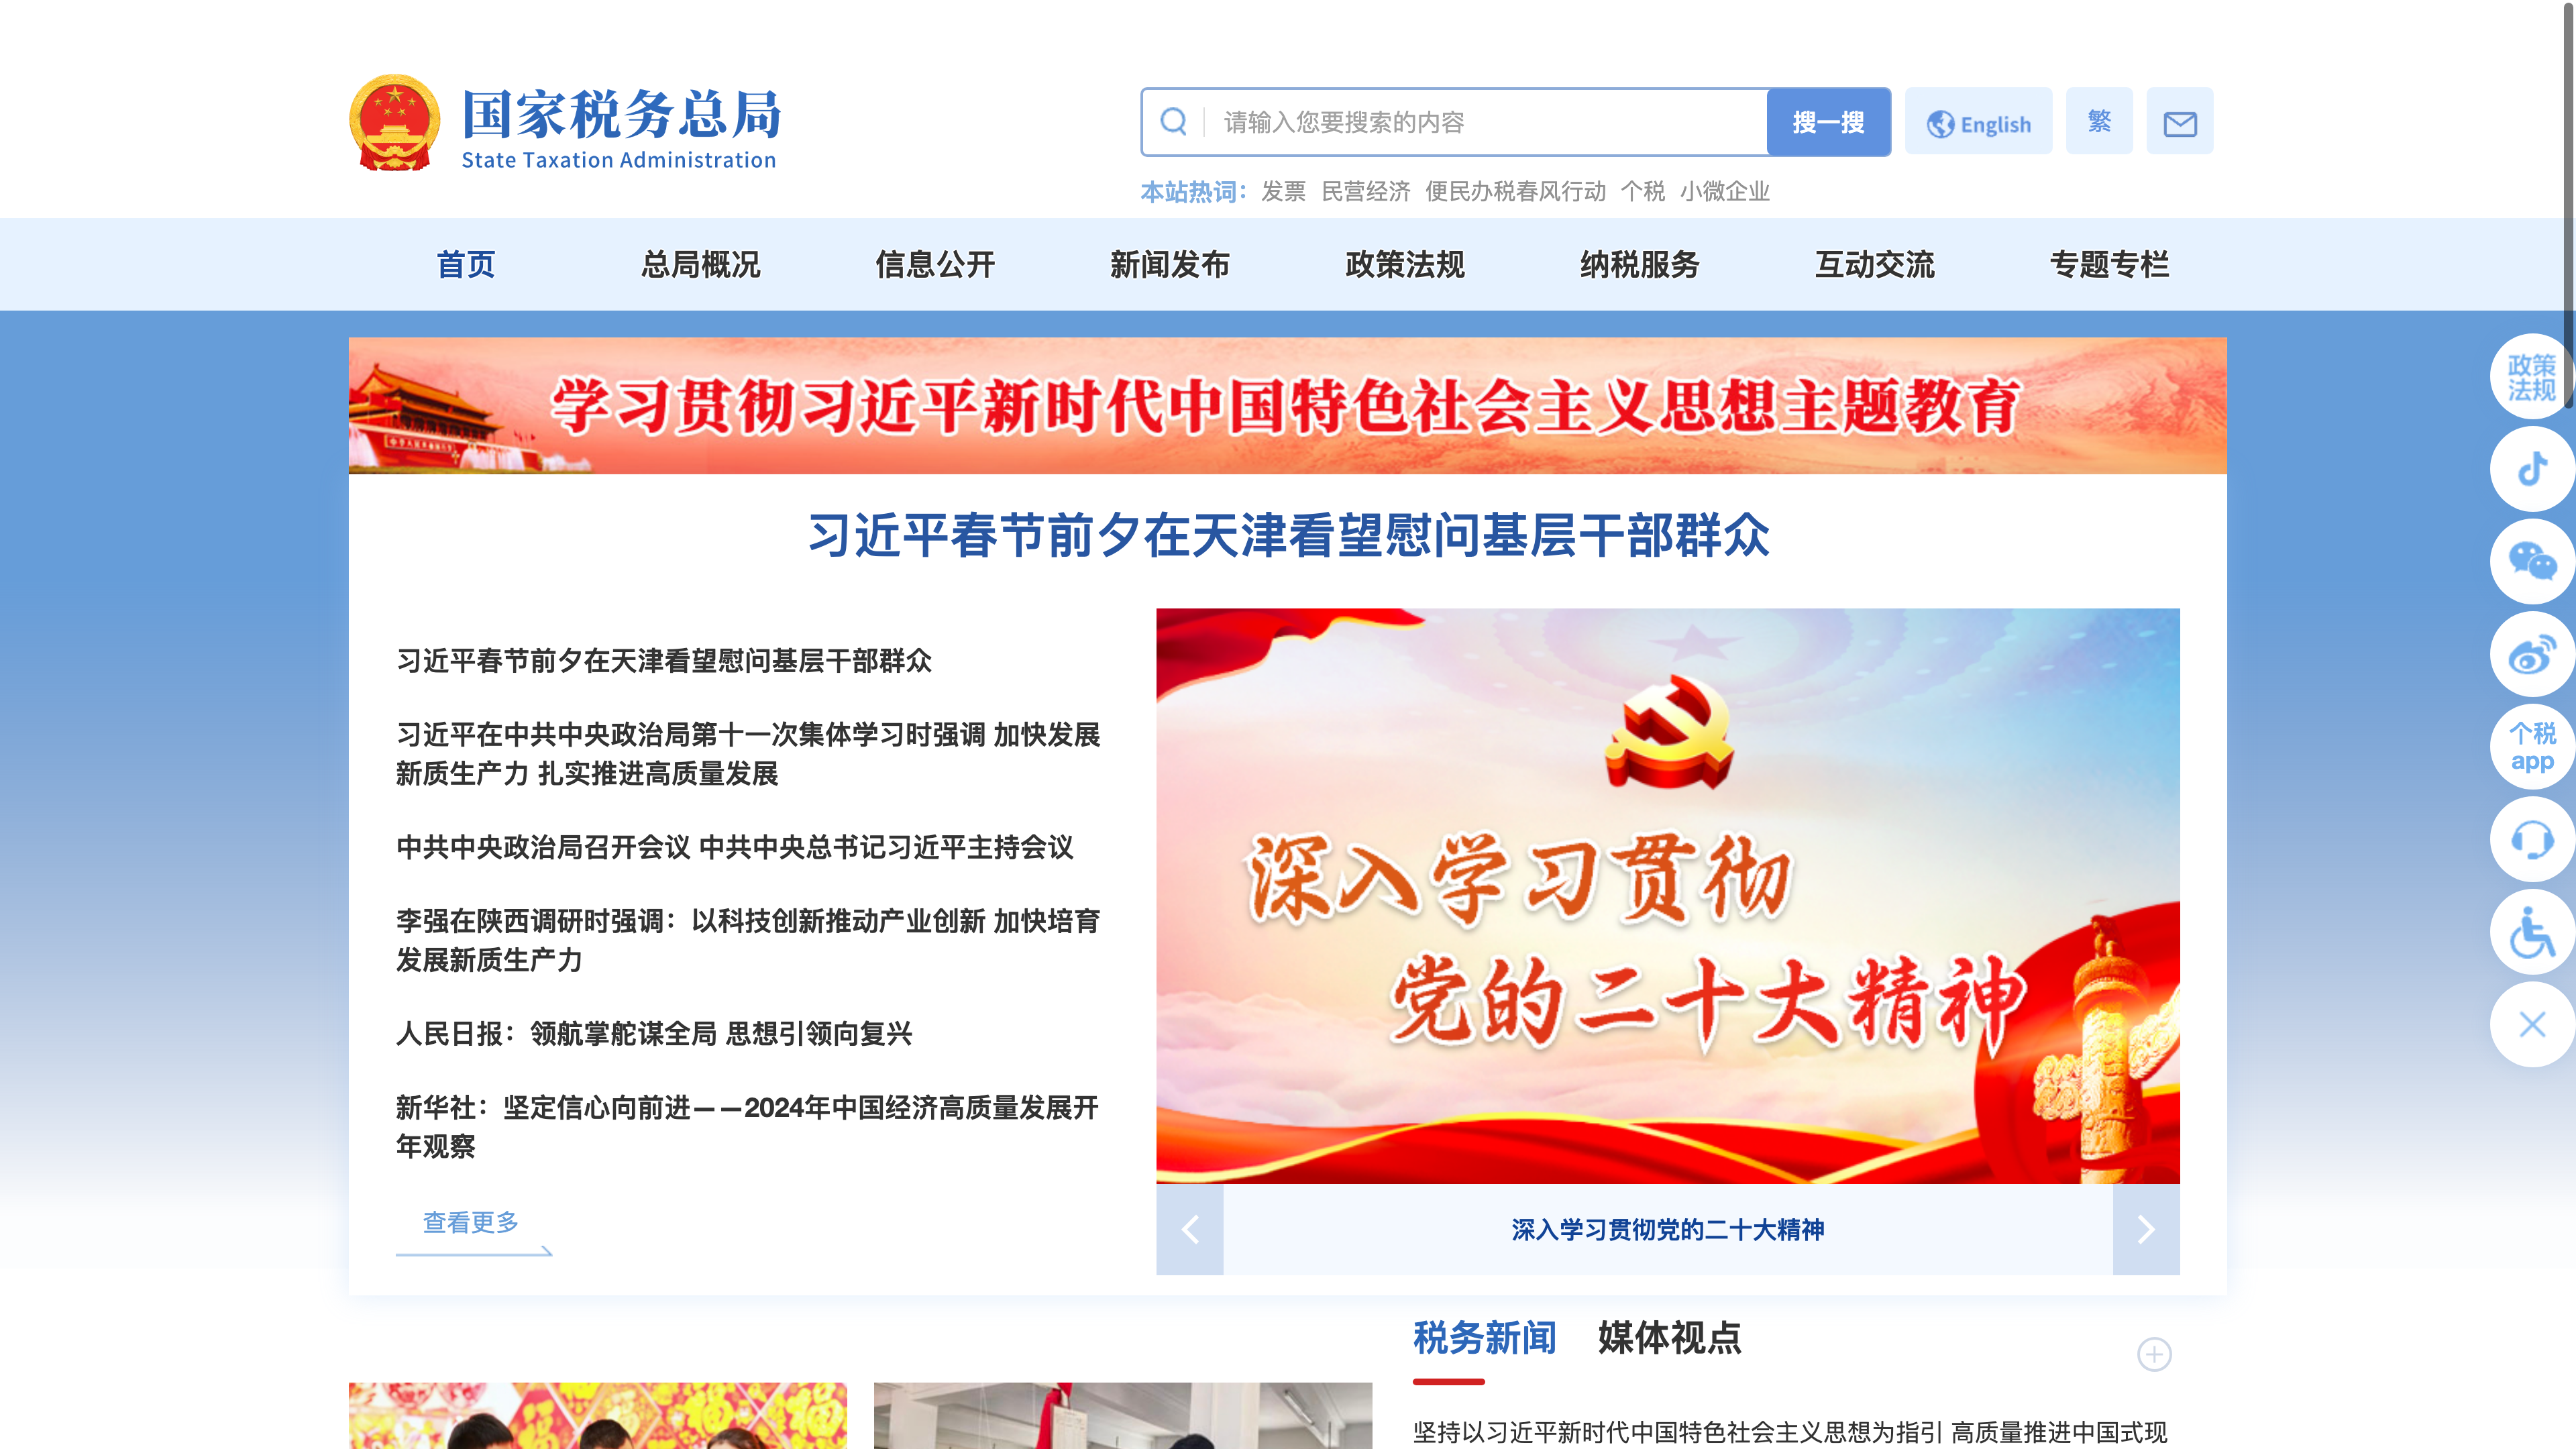 国家税务总局
State Taxation Administration
请输入您要搜索的内容
搜一搜
English
繁
本站热词： 发票 民营经济 便民办税春风行动 个税 小微企业
首页 总局概况 信息公开 新闻发布 政策法规 纳税服务 互动交流 专题专栏
学习贯彻习近平新时代中国特色社会主义思想主题教育
习近平春节前夕在天津看望慰问基层干部群众
习近平春节前夕在天津看望慰问基层干部群众
习近平在中共中央政治局第十一次集体学习时强调 加快发展
新质生产力 扎实推进高质量发展
中共中央政治局召开会议 中共中央总书记习近平主持会议
李强在陕西调研时强调：以科技创新推动产业创新 加快培育
发展新质生产力
人民日报：领航掌舵谋全局 思想引领向复兴
新华社：坚定信心向前进——2024年中国经济高质量发展开
年观察
查看更多
深入学习贯彻
党的二十大精神
深入学习贯彻党的二十大精神
政策
法规
个税
app
税务新闻 媒体视点
坚持以习近平新时代中国特色社会主义思想为指引 高质量推进中国式现